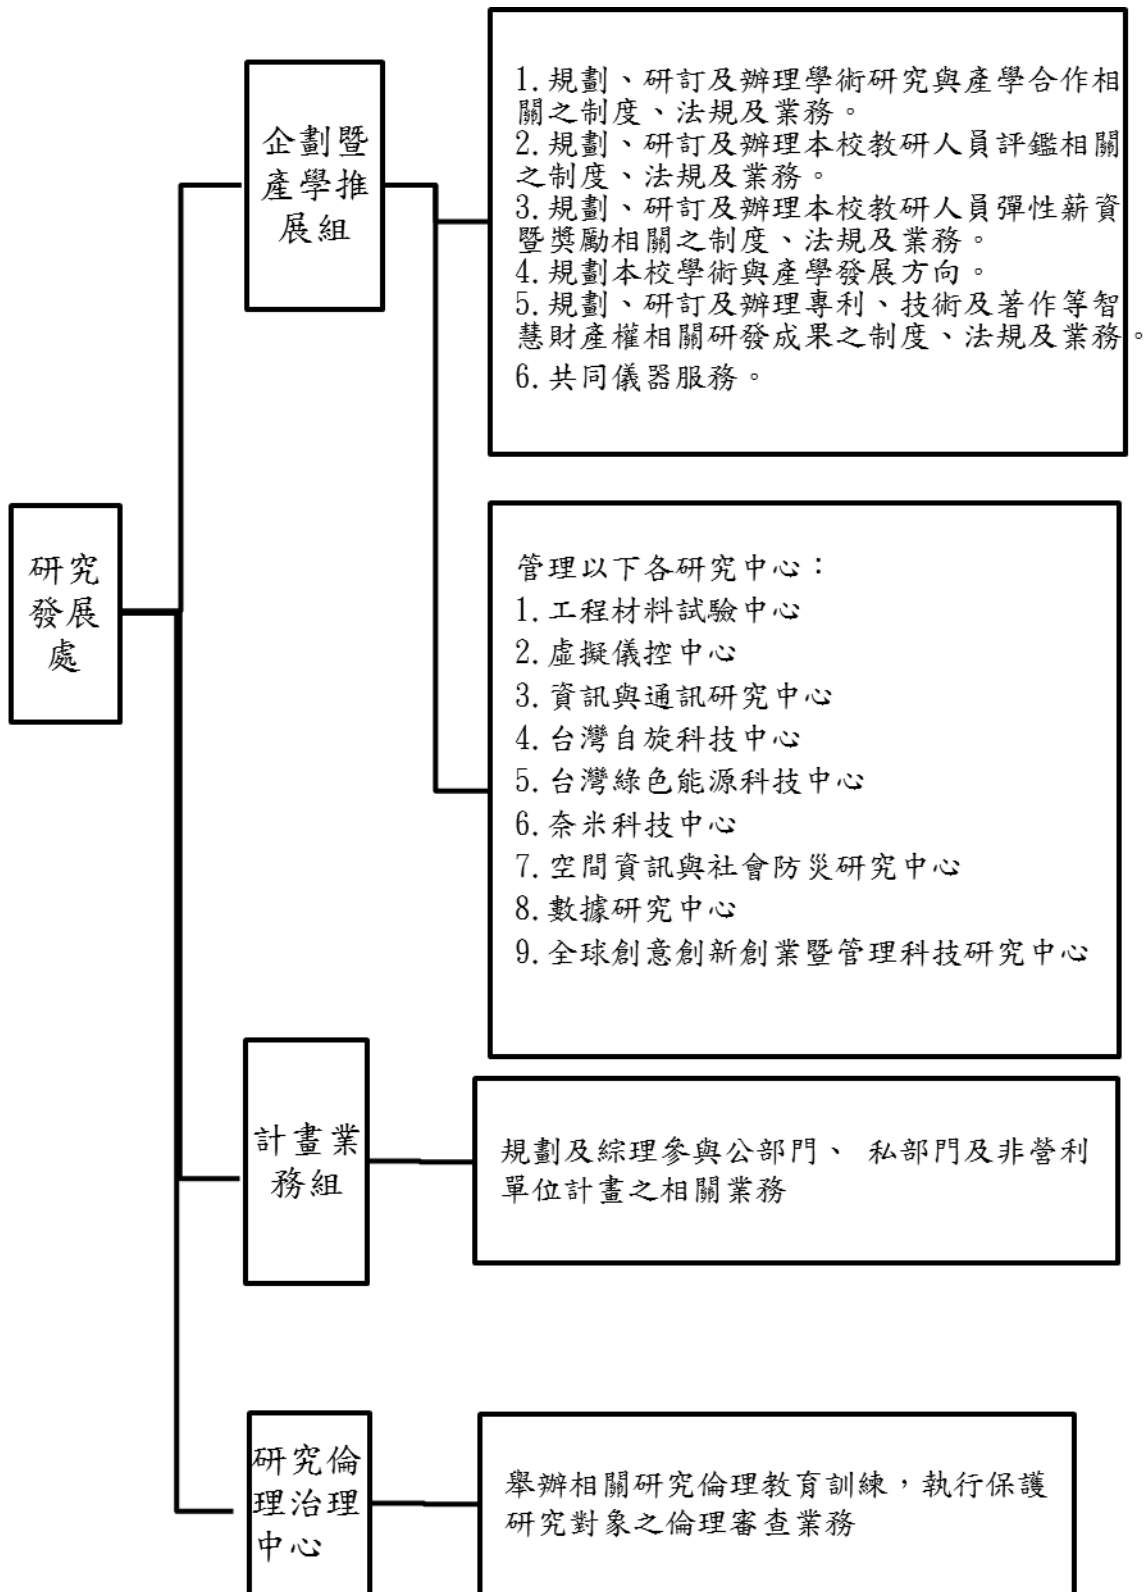 研究
發展
處
企劃暨
產學推
展組
1.規劃、研訂及辦理學術研究與產學合作相
關之制度、法規及業務。
2.規劃、研訂及辦理本校教研人員評鑑相關
之制度、法規及業務。
3.規劃、研訂及辦理本校教研人員彈性薪資
暨獎勵相關之制度、法規及業務。
4.規劃本校學術與產學發展方向。
5.規劃、研訂及辦理專利、技術及著作等智
慧財產權相關研發成果之制度、法規及業務。
6.共同儀器服務。
管理以下各研究中心：
1.工程材料試驗中心
2.虛擬儀控中心
3.資訊與通訊研究中心
4.台灣自旋科技中心
5.台灣綠色能源科技中心
6.奈米科技中心
7.空間資訊與社會防災研究中心
8.數據研究中心
9.全球創意創新創業暨管理科技研究中心
計畫業
務組
規劃及綜理參與公部門、 私部門及非營利
單位計畫之相關業務
研究倫
理治理
中心
舉辦相關研究倫理教育訓練，執行保護
研究對象之倫理審查業務